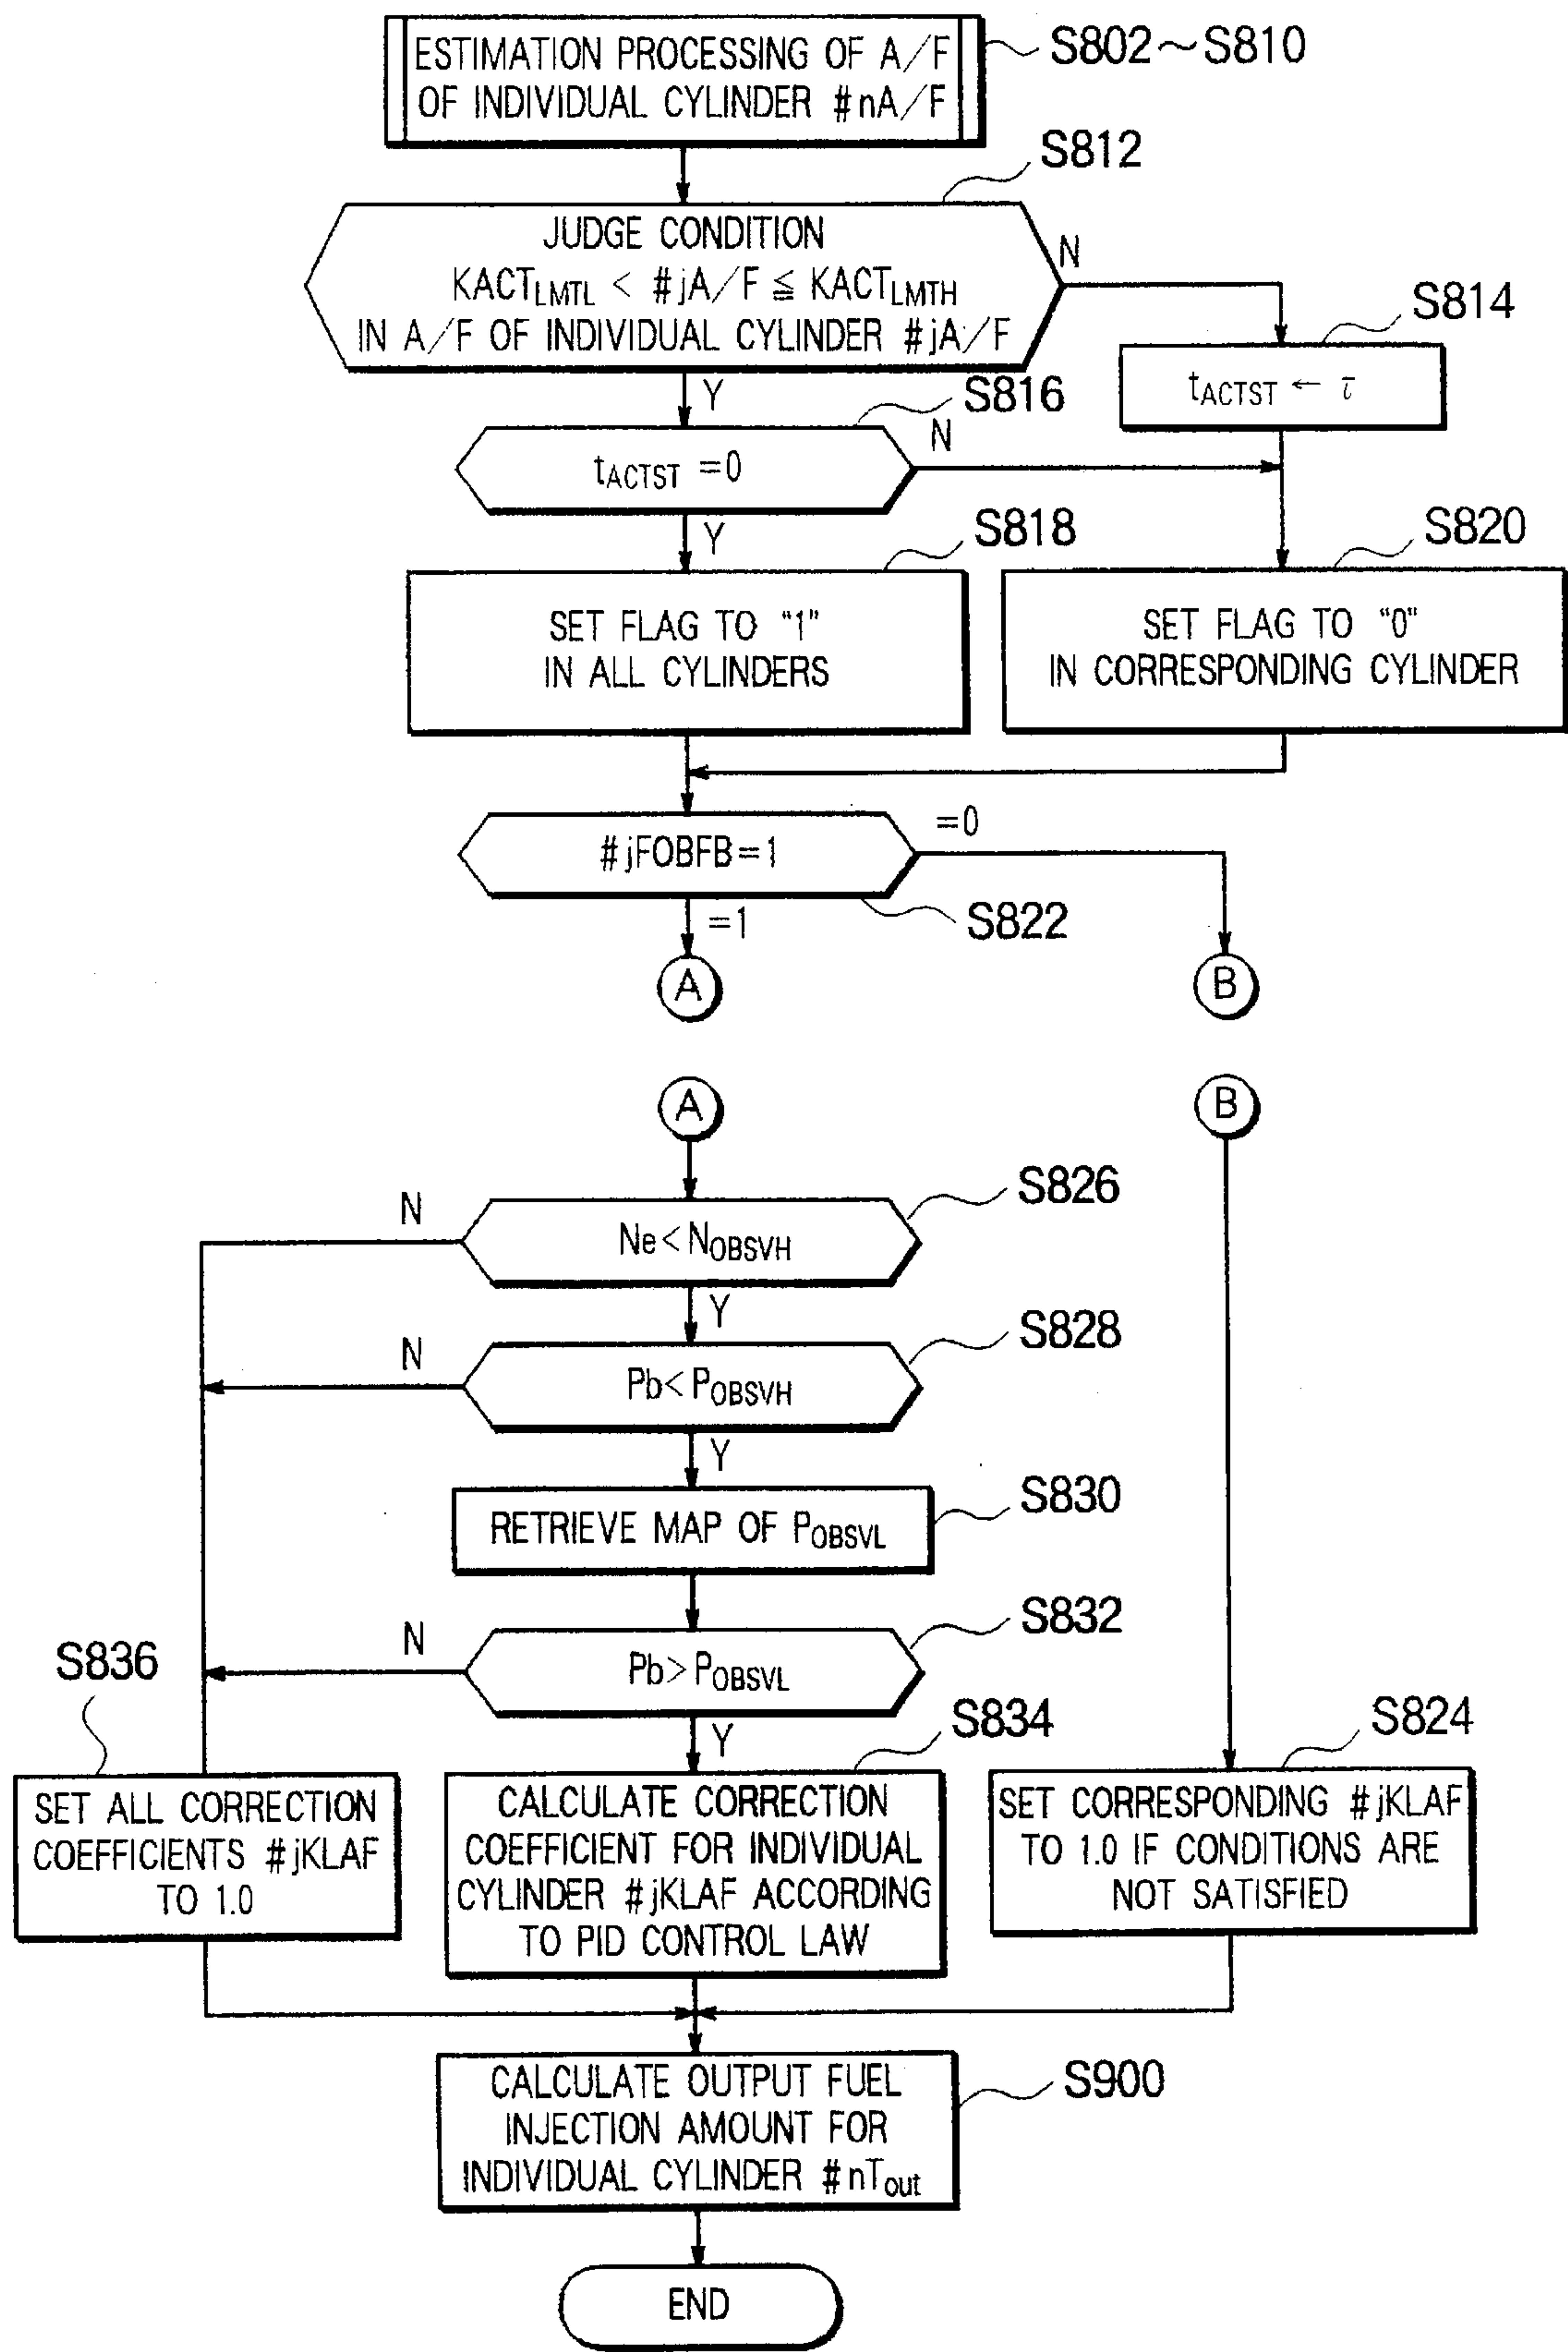 ESTIMATION PROCESSING OF A/F
OF INDIVIDUAL CYLINDER #nA/F
S802~S810
S812
JUDGE CONDITION
KACTLMTL < #jA/F ≦ KACTLMTH
IN A/F OF INDIVIDUAL CYLINDER #jA/F
N
Y
S814
tACTST ← τ̄
S816
tACTST =0
N
Y
S818
SET FLAG TO "1"
IN ALL CYLINDERS
S820
SET FLAG TO "0"
IN CORRESPONDING CYLINDER
#jFOBFB=1
=0
=1
S822
A
B
A
B
S826
N
Ne<NOBSVH
Y
S828
N
Pb<POBSVH
Y
S830
RETRIEVE MAP OF POBSVL
S832
N
Pb>POBSVL
Y
S836
SET ALL CORRECTION
COEFFICIENTS #jKLAF
TO 1.0
S834
CALCULATE CORRECTION
COEFFICIENT FOR INDIVIDUAL
CYLINDER #jKLAF ACCORDING
TO PID CONTROL LAW
S824
SET CORRESPONDING #jKLAF
TO 1.0 IF CONDITIONS ARE
NOT SATISFIED
CALCULATE OUTPUT FUEL
INJECTION AMOUNT FOR
INDIVIDUAL CYLINDER #nTout
S900
END